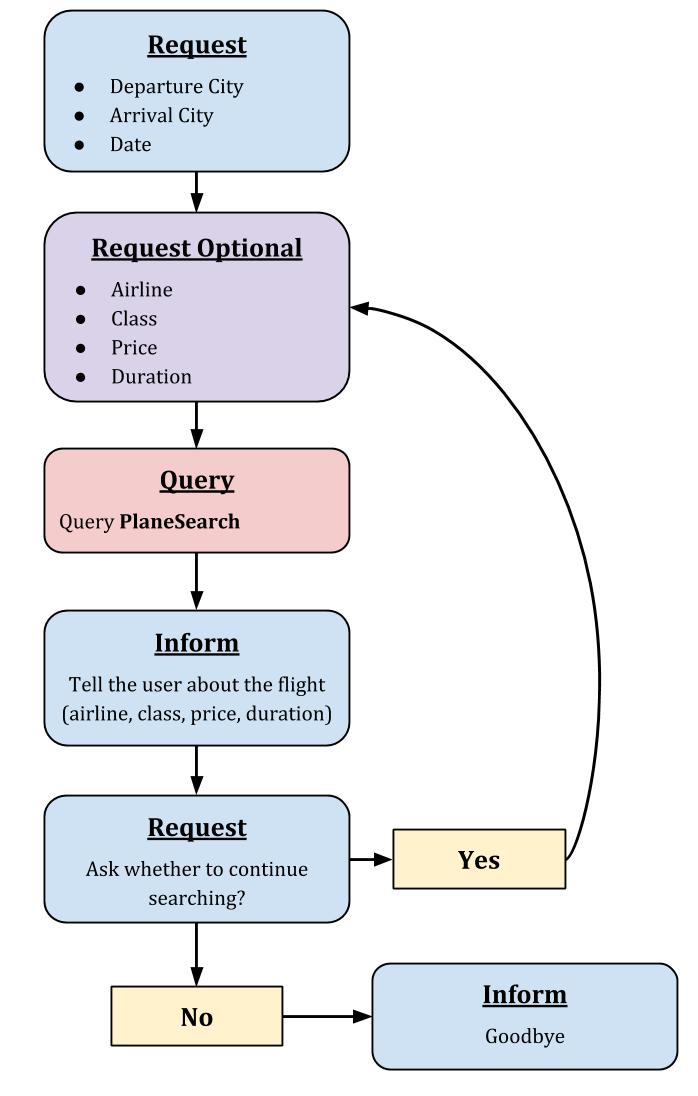 Request
● Departure City
● Arrival City
● Date
Request Optional
● Airline
● Class
● Price
● Duration
Query
Query PlaneSearch
Inform
Tell the user about the flight
(airline, class, price, duration)
Request
Ask whether to continue
searching?
Yes
No
Inform
Goodbye